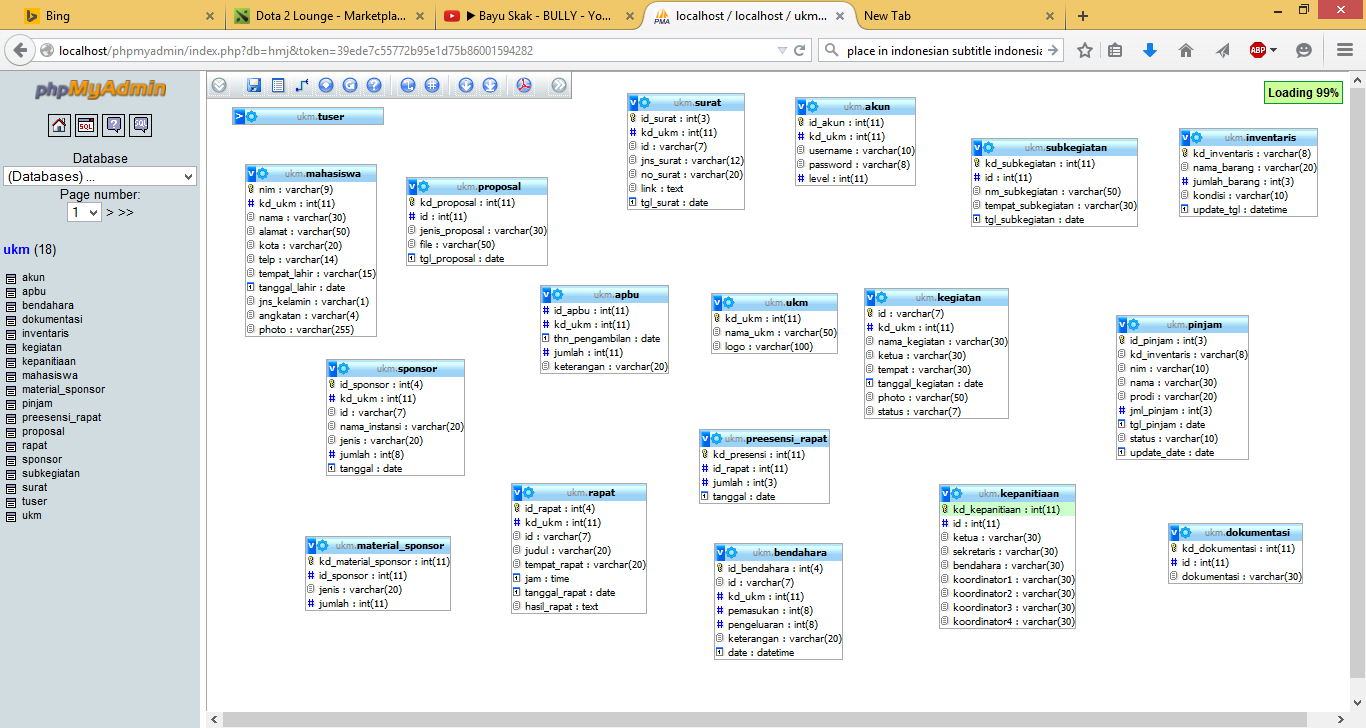 Bing
Dota 2 Lounge - Marketpla...
► Bayu Skak - BULLY - Yo...
localhost / localhost / ukm...
New Tab
localhost/phpmyadmin/index.php?db=hmj&token=39ede7c55772b95e1d75b86001594282
place in indonesian subtitle indonesia
ABP
phpMyAdmin
SQL
Database
(Databases) ...
Page number:
1 > >>
ukm (18)
akun
apbu
bendahara
dokumentasi
inventaris
kegiatan
kepanitiaan
mahasiswa
material_sponsor
pinjam
preesensi_rapat
proposal
rapat
sponsor
subkegiatan
surat
tuser
ukm
Loading 99%
ukm.tuser
ukm.mahasiswa
nim : varchar(9)
kd_ukm : int(11)
nama : varchar(30)
alamat : varchar(50)
kota : varchar(20)
telp : varchar(14)
tempat_lahir : varchar(15)
tanggal_lahir : date
jns_kelamin : varchar(1)
angkatan : varchar(4)
photo : varchar(255)
ukm.proposal
kd_proposal : int(11)
id : int(11)
jenis_proposal : varchar(30)
file : varchar(50)
tgl_proposal : date
ukm.surat
id_surat : int(3)
kd_ukm : int(11)
id : varchar(7)
jns_surat : varchar(12)
no_surat : varchar(20)
link : text
tgl_surat : date
ukm.akun
id_akun : int(11)
kd_ukm : int(11)
username : varchar(10)
password : varchar(8)
level : int(11)
ukm.subkegiatan
kd_subkegiatan : int(11)
id : int(11)
nm_subkegiatan : varchar(50)
tempat_subkegiatan : varchar(30)
tgl_subkegiatan : date
ukm.inventaris
kd_inventaris : varchar(8)
nama_barang : varchar(20)
jumlah_barang : int(3)
kondisi : varchar(10)
update_tgl : datetime
ukm.apbu
id_apbu : int(11)
kd_ukm : int(11)
thn_pengambilan : date
jumlah : int(11)
keterangan : varchar(20)
ukm.ukm
kd_ukm : int(11)
nama_ukm : varchar(50)
logo : varchar(100)
ukm.kegiatan
id : varchar(7)
kd_ukm : int(11)
nama_kegiatan : varchar(30)
ketua : varchar(30)
tempat : varchar(30)
tanggal_kegiatan : date
photo : varchar(50)
status : varchar(7)
ukm.pinjam
id_pinjam : int(3)
kd_inventaris : varchar(8)
nim : varchar(10)
nama : varchar(30)
prodi : varchar(20)
jml_pinjam : int(3)
tgl_pinjam : date
status : varchar(10)
update_date : date
ukm.sponsor
id_sponsor : int(4)
kd_ukm : int(11)
id : varchar(7)
nama_instansi : varchar(20)
jenis : varchar(20)
jumlah : int(8)
tanggal : date
ukm.preesensi_rapat
kd_presensi : int(11)
id_rapat : int(11)
jumlah : int(3)
tanggal : date
ukm.rapat
id_rapat : int(4)
kd_ukm : int(11)
id : varchar(7)
judul : varchar(20)
tempat_rapat : varchar(20)
jam : time
tanggal_rapat : date
hasil_rapat : text
ukm.kepanitiaan
kd_kepanitiaan : int(11)
id : int(11)
ketua : varchar(30)
sekretaris : varchar(30)
bendahara : varchar(30)
koordinator1 : varchar(30)
koordinator2 : varchar(30)
koordinator3 : varchar(30)
koordinator4 : varchar(30)
ukm.material_sponsor
kd_material_sponsor : int(11)
id_sponsor : int(11)
jenis : varchar(20)
jumlah : int(11)
ukm.bendahara
id_bendahara : int(4)
id : varchar(7)
kd_ukm : int(11)
pemasukan : int(8)
pengeluaran : int(8)
keterangan : varchar(20)
date : datetime
ukm.dokumentasi
kd_dokumentasi : int(11)
id : int(11)
dokumentasi : varchar(30)